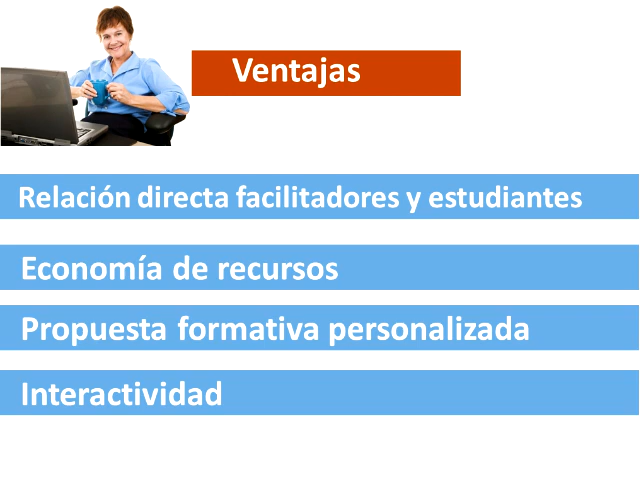 Ventajas
Relación directa facilitadores y estudiantes
Economía de recursos
Propuesta formativa personalizada
Interactividad